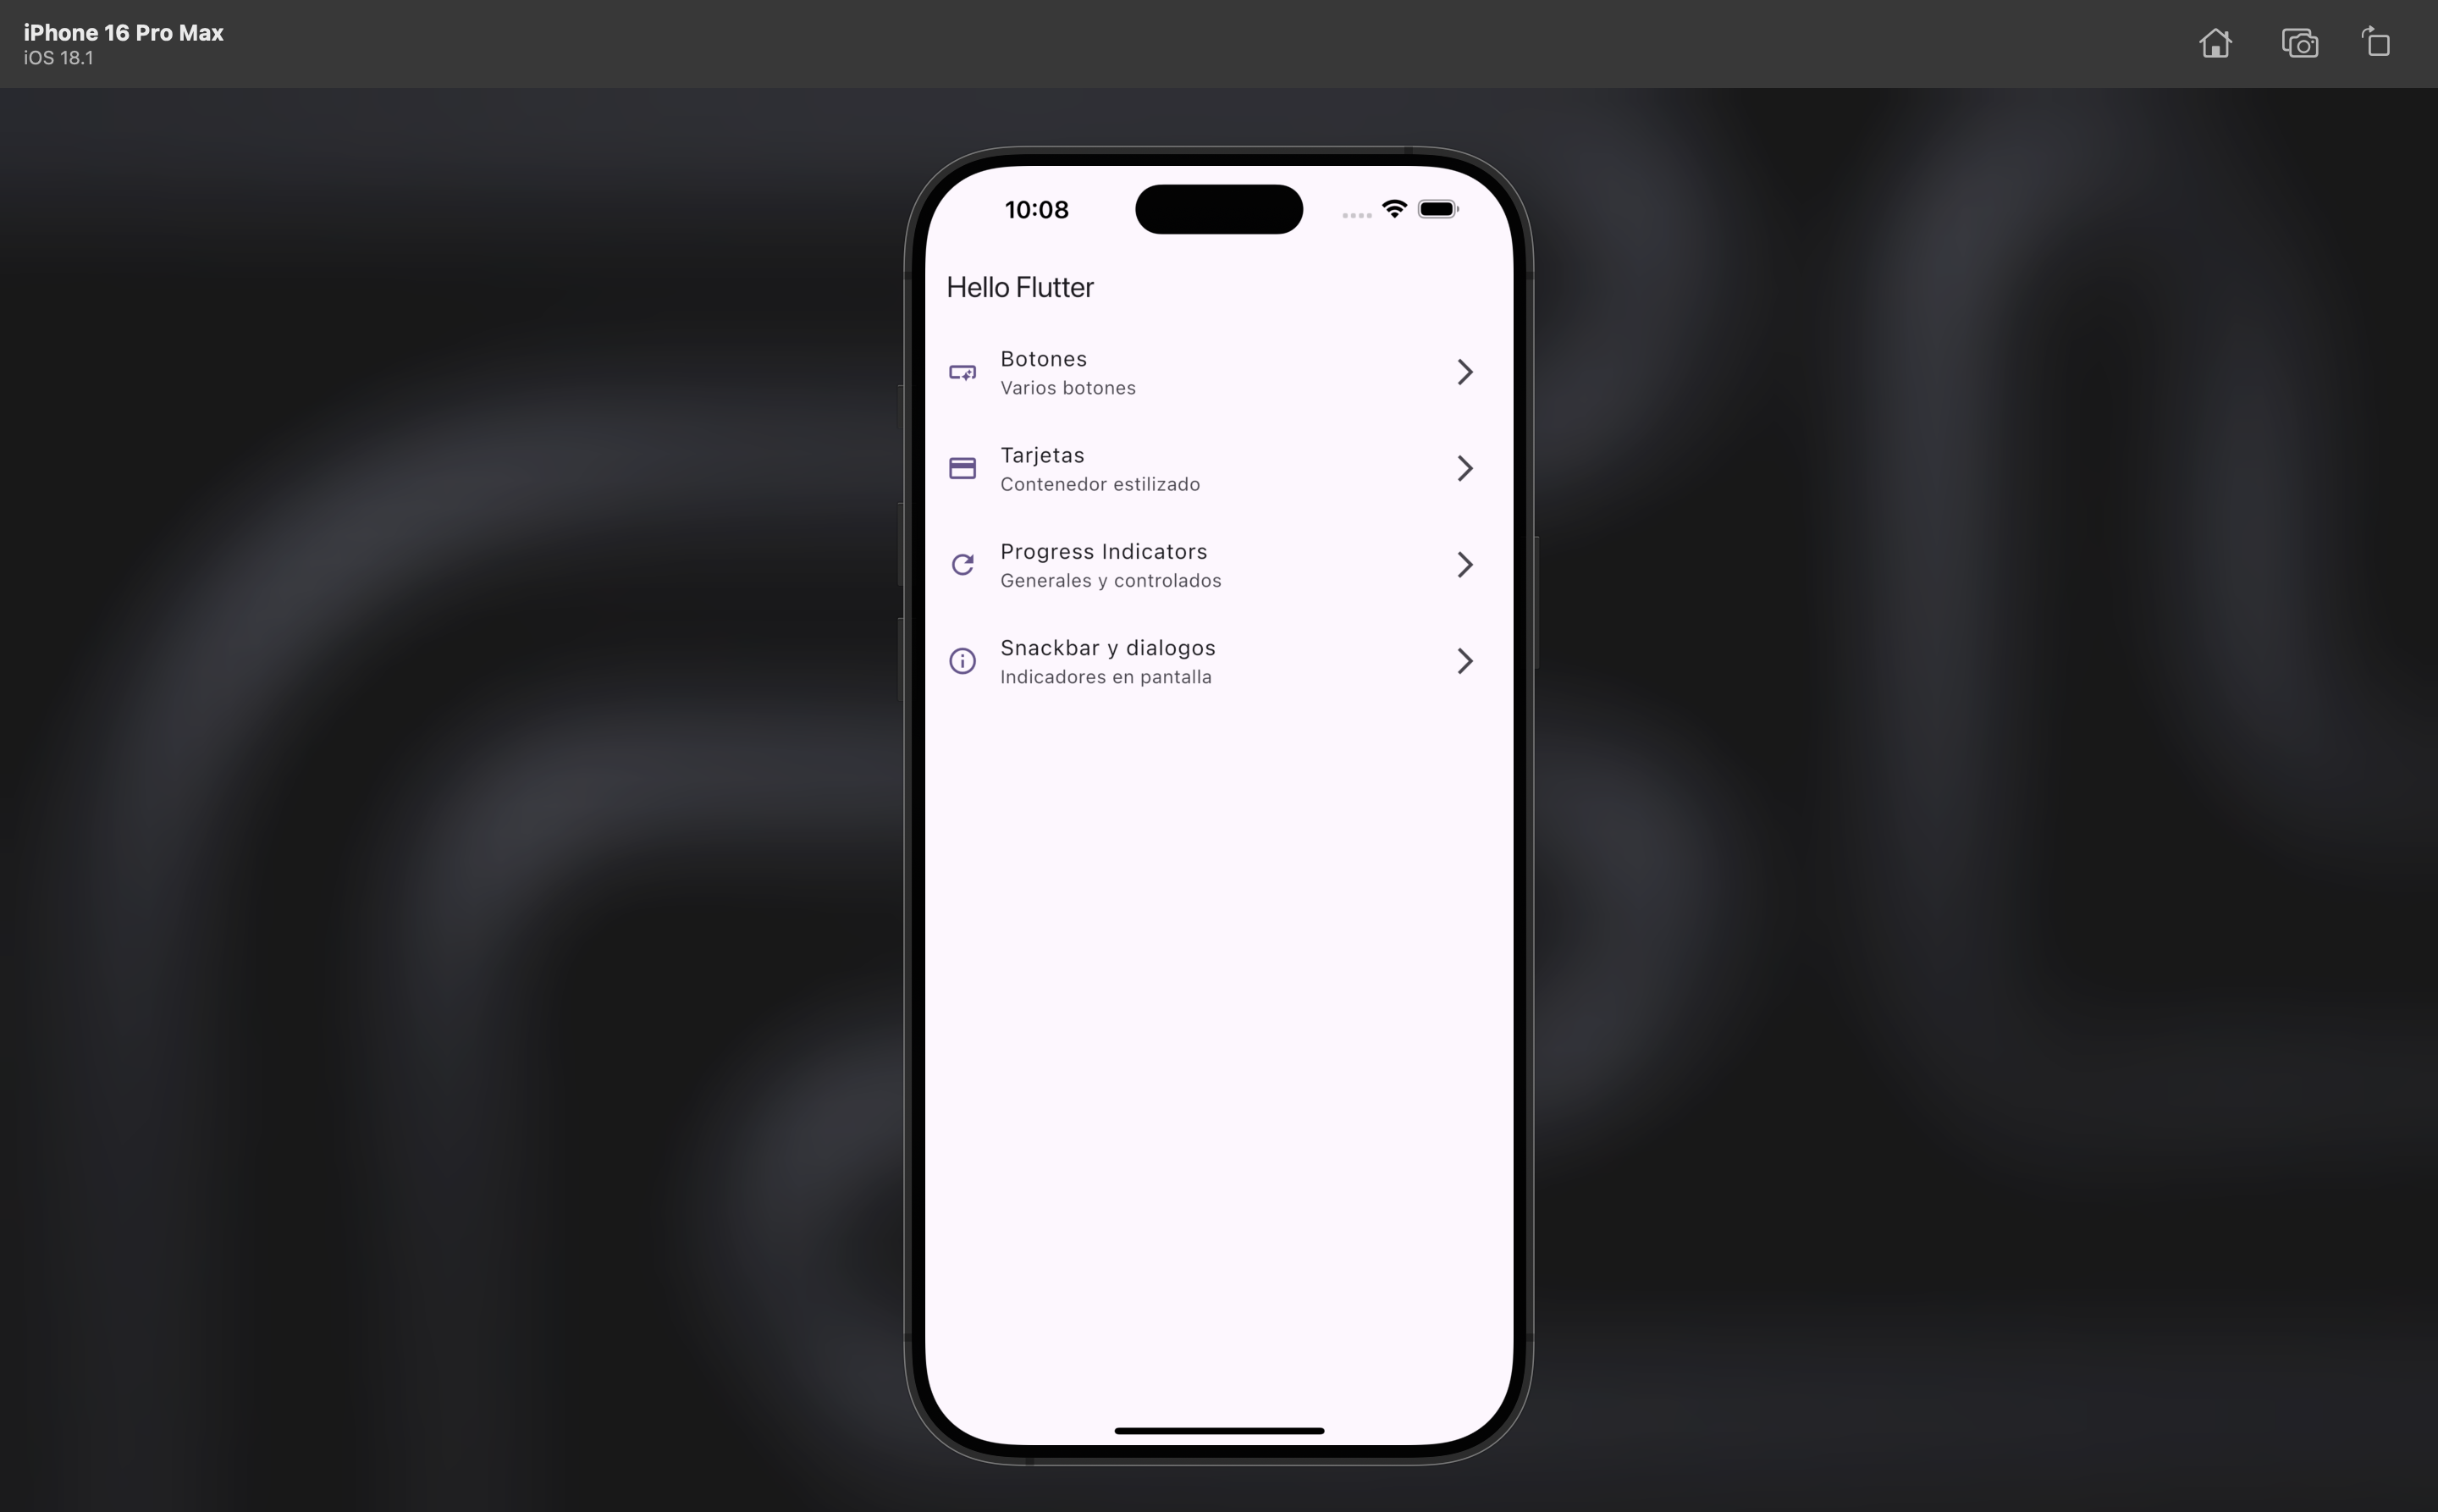 iPhone 16 Pro Max
iOS 18.1
10:08
Hello Flutter
Botones
Varios botones
Tarjetas
Contenedor estilizado
Progress Indicators
Generales y controlados
Snackbar y dialogos
Indicadores en pantalla